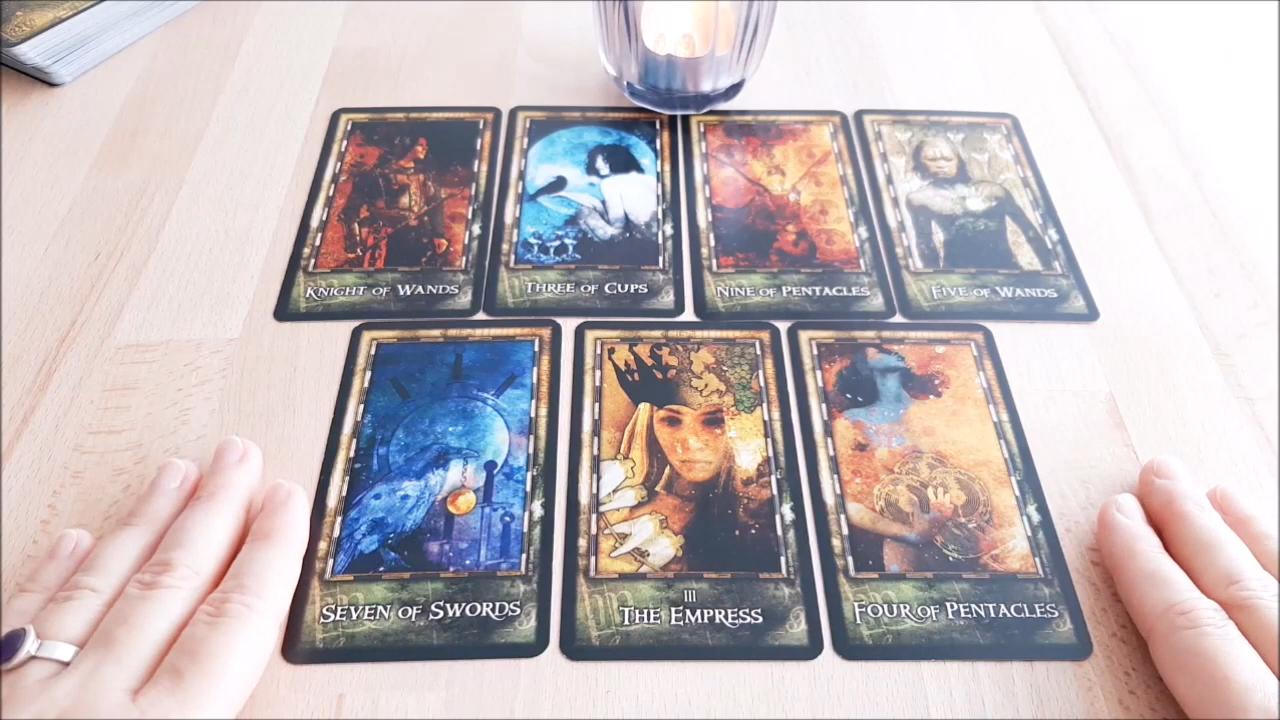 Knight of Wands
Three of Cups
Nine of Pentacles
Five of Wands
Seven of Swords
III
The Empress
Four of Pentacles